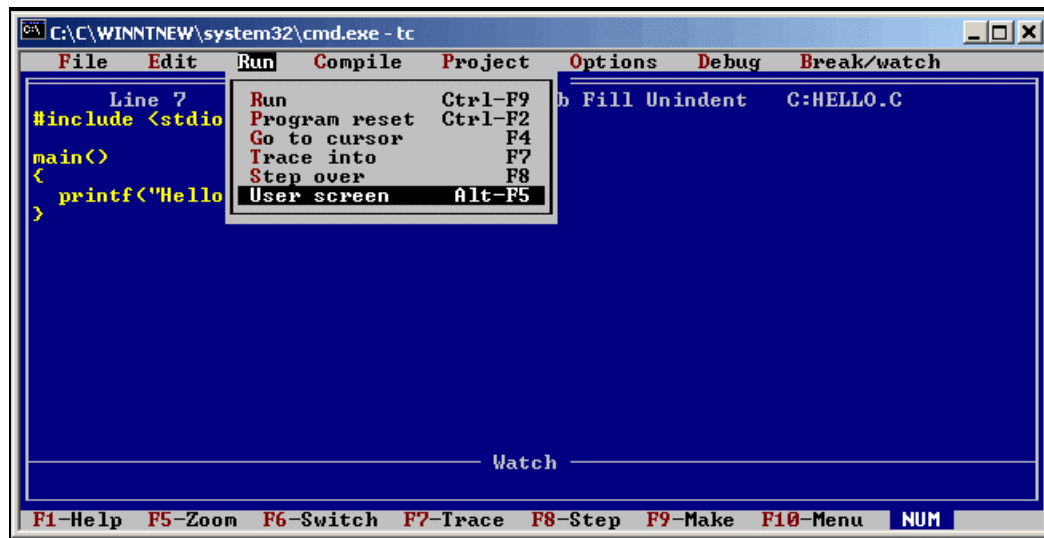 C:\C\WINNTNEW\system32\cmd.exe - tc
File Edit Run Compile Project Options Debug Break/watch
Line 7 b Fill Unindent C:HELLO.C
Run Ctrl-F9
#include <stdio
Program reset Ctrl-F2
Go to cursor F4
main()
Trace into F7
{
Step over F8
printf("Hello
User screen Alt-F5
}
Watch
F1-Help F5-Zoom F6-Switch F7-Trace F8-Step F9-Make F10-Menu NUM